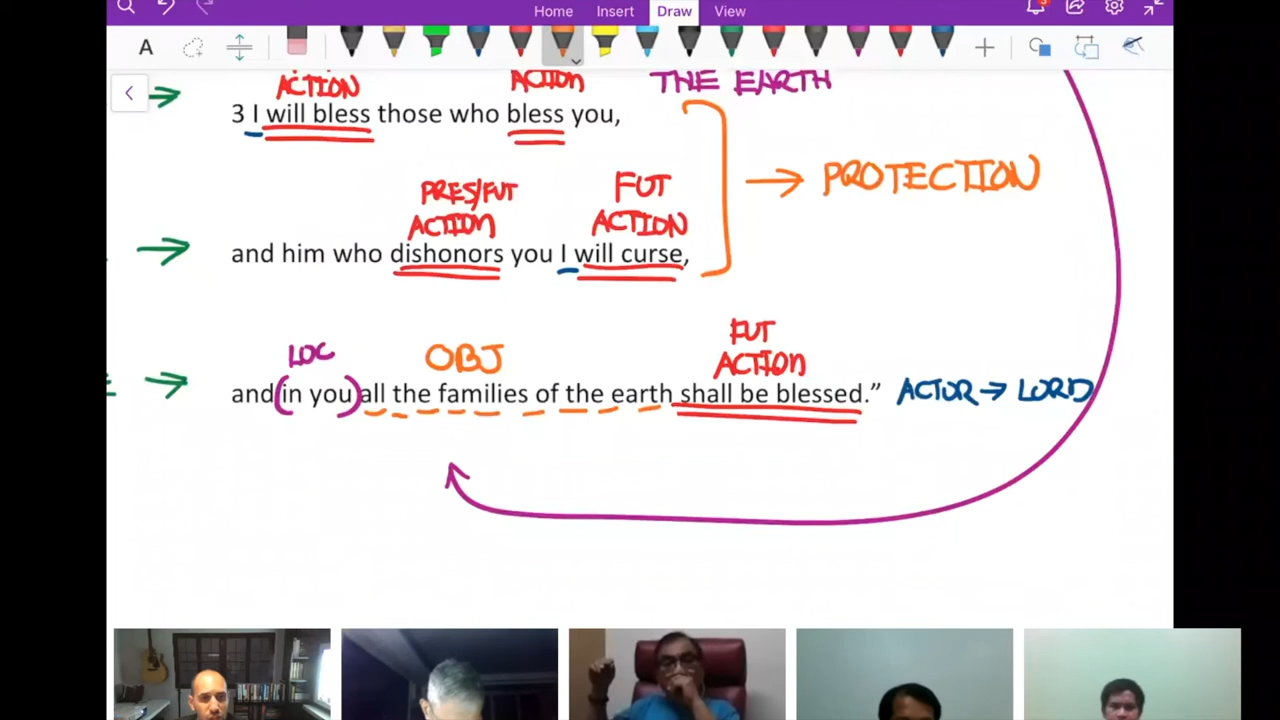 Home Insert Draw View
A
ACTION ACTION THE EARTH
3 I will bless those who bless you,
PRES/FUT FUT
ACTION ACTION
PROTECTION
and him who dishonors you I will curse,
FUT
LOC OBJ ACTION
and (in you) all the families of the earth shall be blessed.” ACTOR → LORD